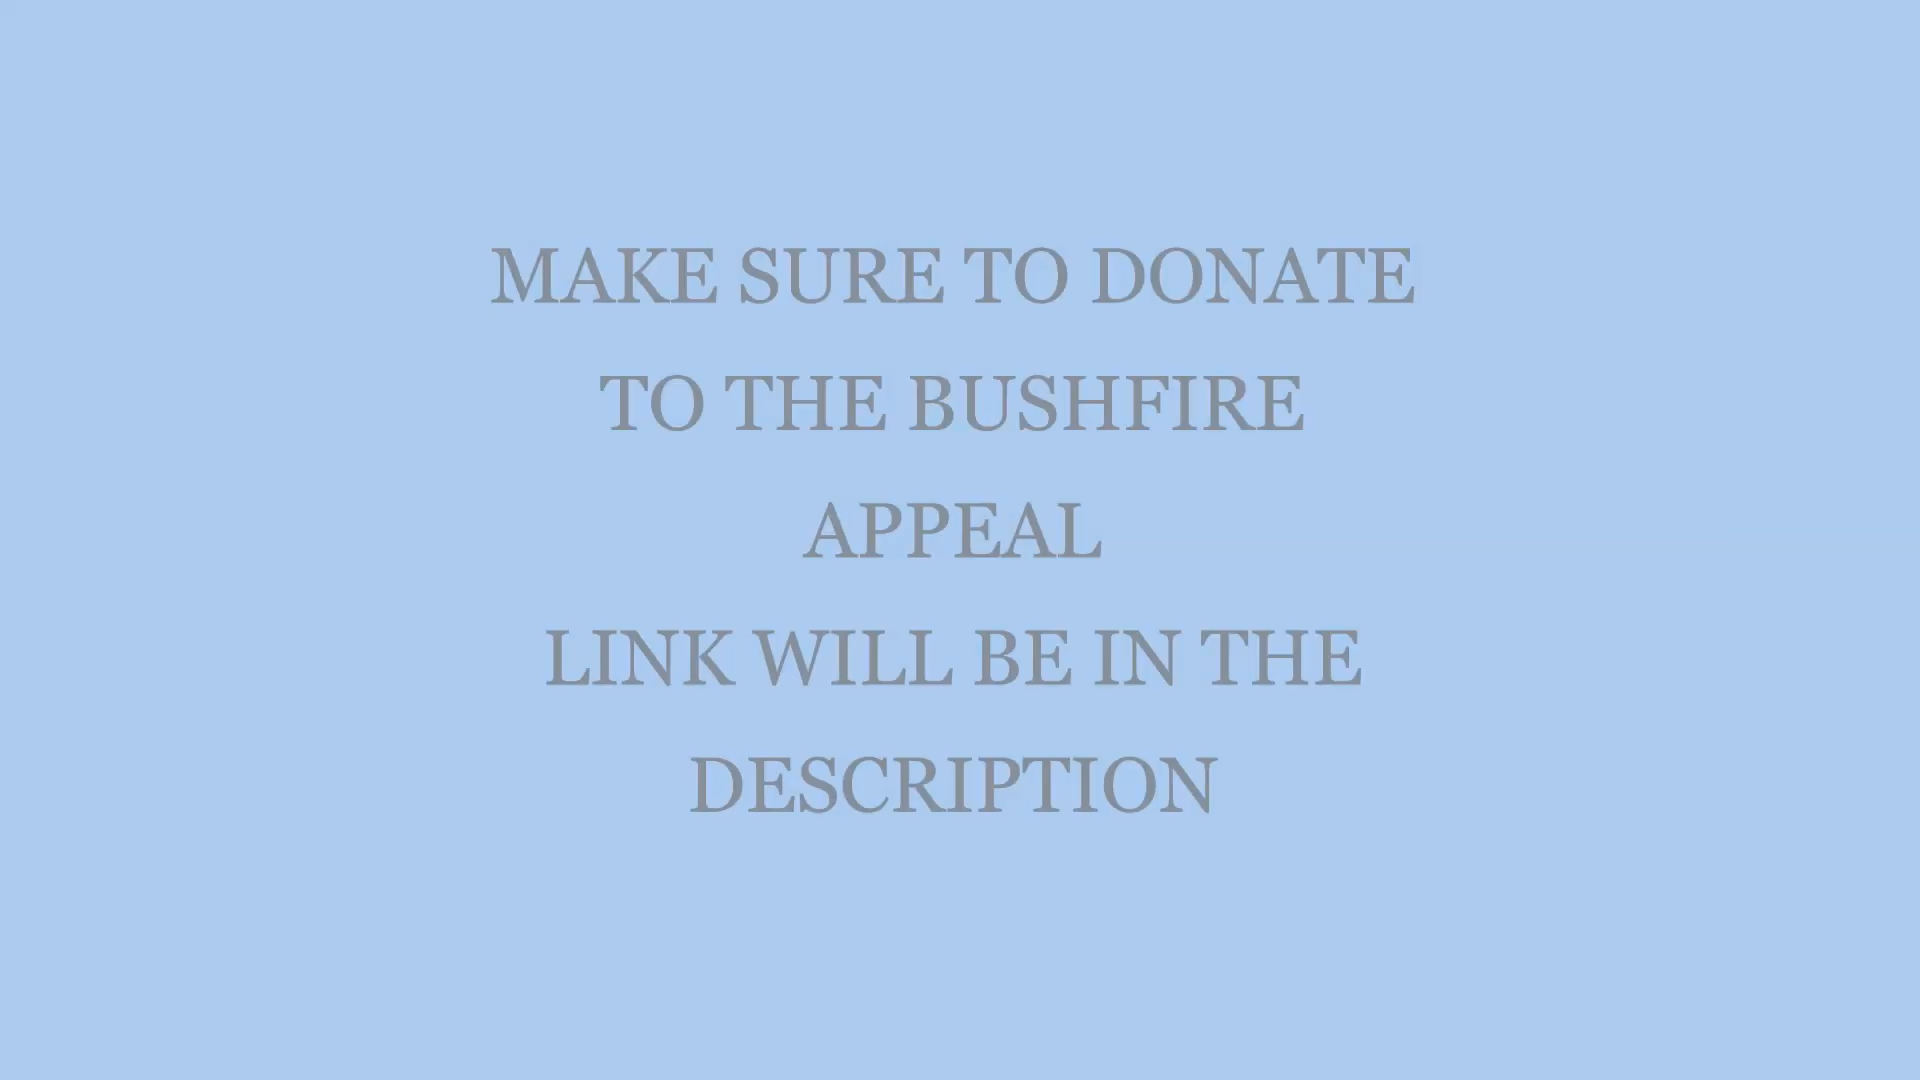 MAKE SURE TO DONATE
TO THE BUSHFIRE
APPEAL
LINK WILL BE IN THE
DESCRIPTION